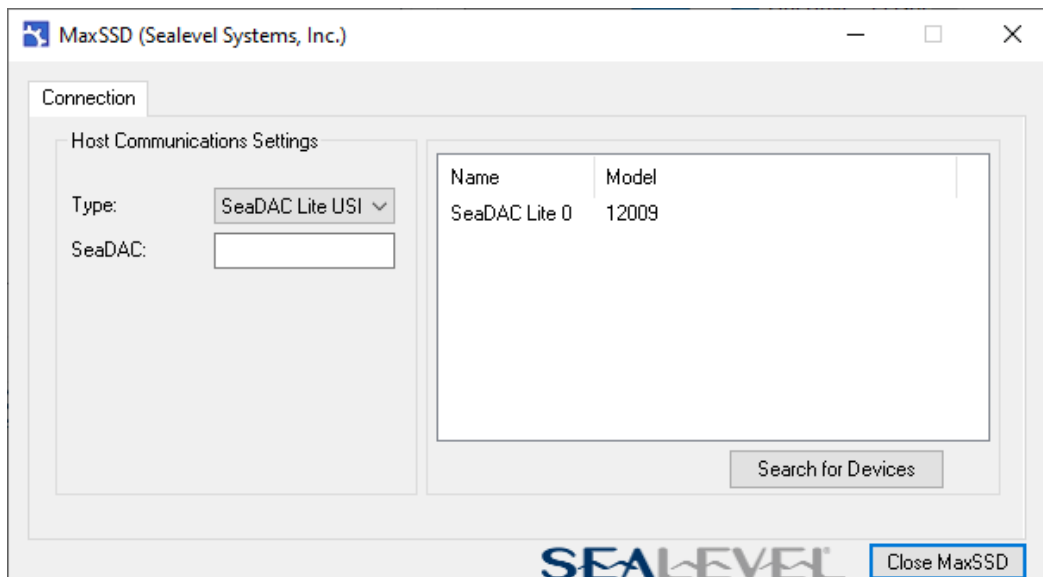 MaxSSD (Sealevel Systems, Inc.)
Connection
Host Communications Settings
Type:
SeaDAC Lite USI
SeaDAC:
Name Model
SeaDAC Lite 0 12009
Search for Devices
SEALEVEL
Close MaxSSD